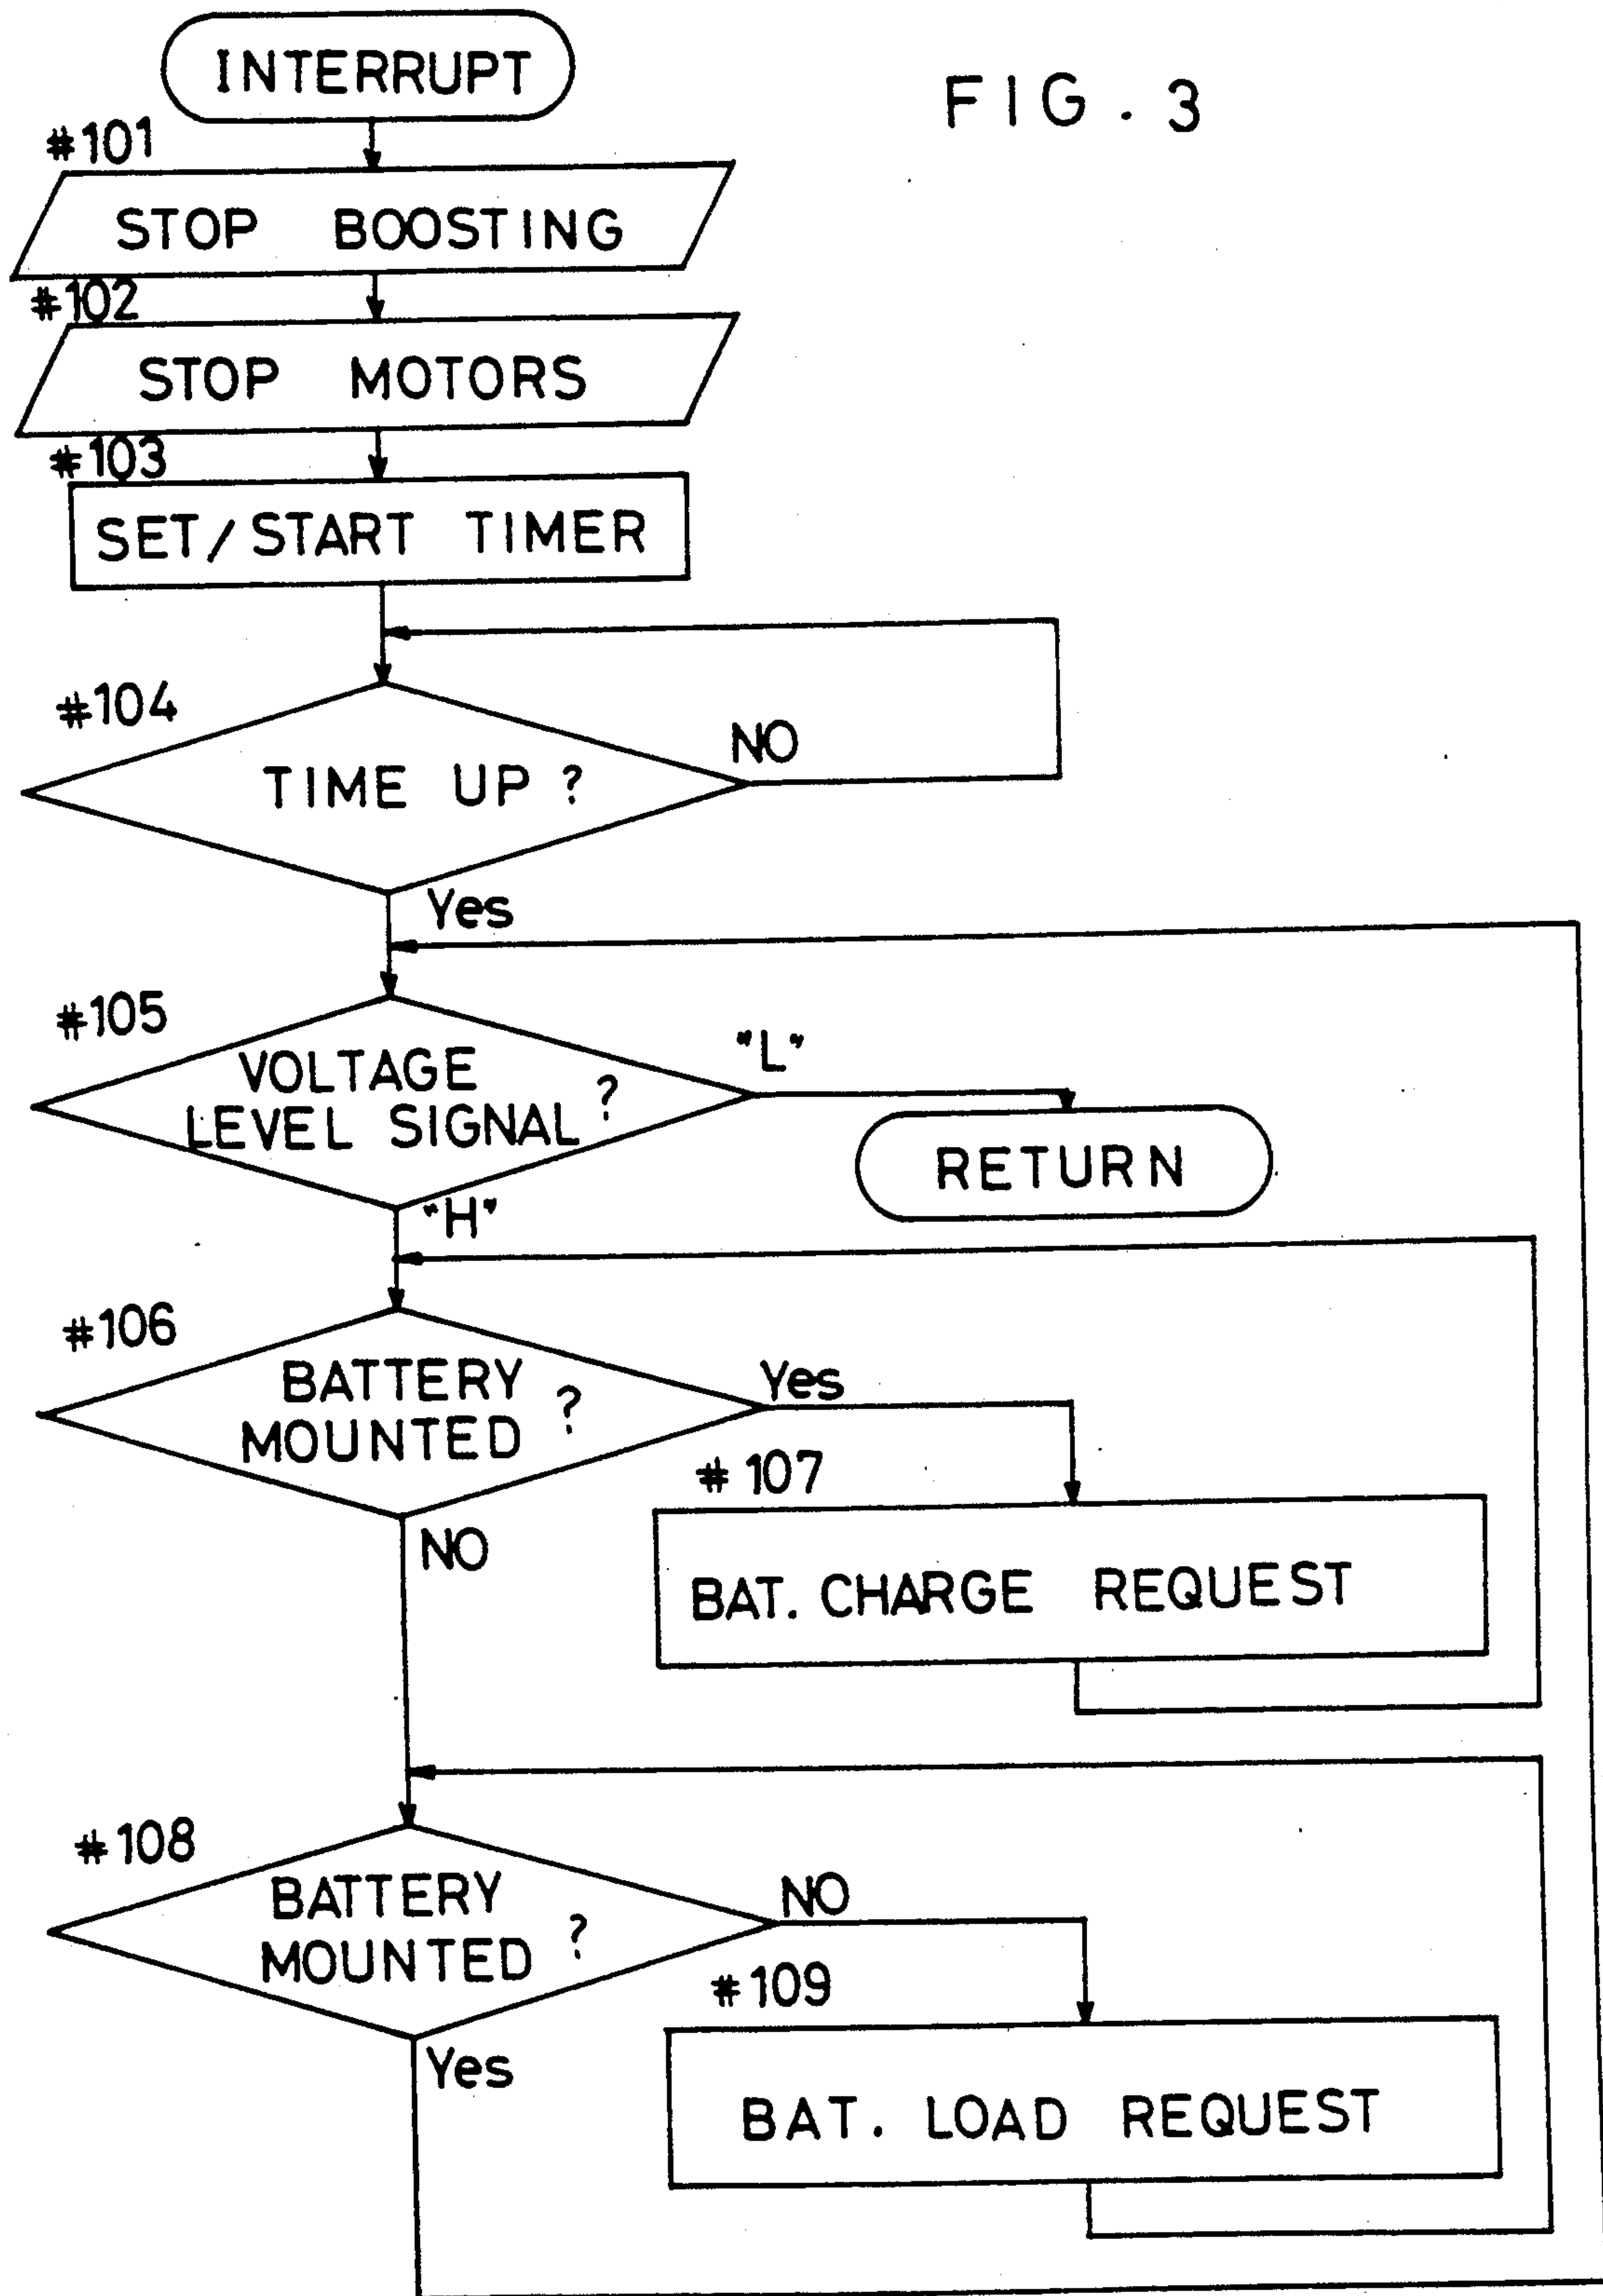 INTERRUPT
FIG. 3
#101
STOP BOOSTING
#102
STOP MOTORS
#103
SET/START TIMER
#104
TIME UP ?
NO
Yes
#105
VOLTAGE
LEVEL SIGNAL ?
"L"
RETURN
"H"
#106
BATTERY
MOUNTED ?
Yes
#107
NO
BAT. CHARGE REQUEST
#108
BATTERY
MOUNTED ?
NO
#109
Yes
BAT. LOAD REQUEST